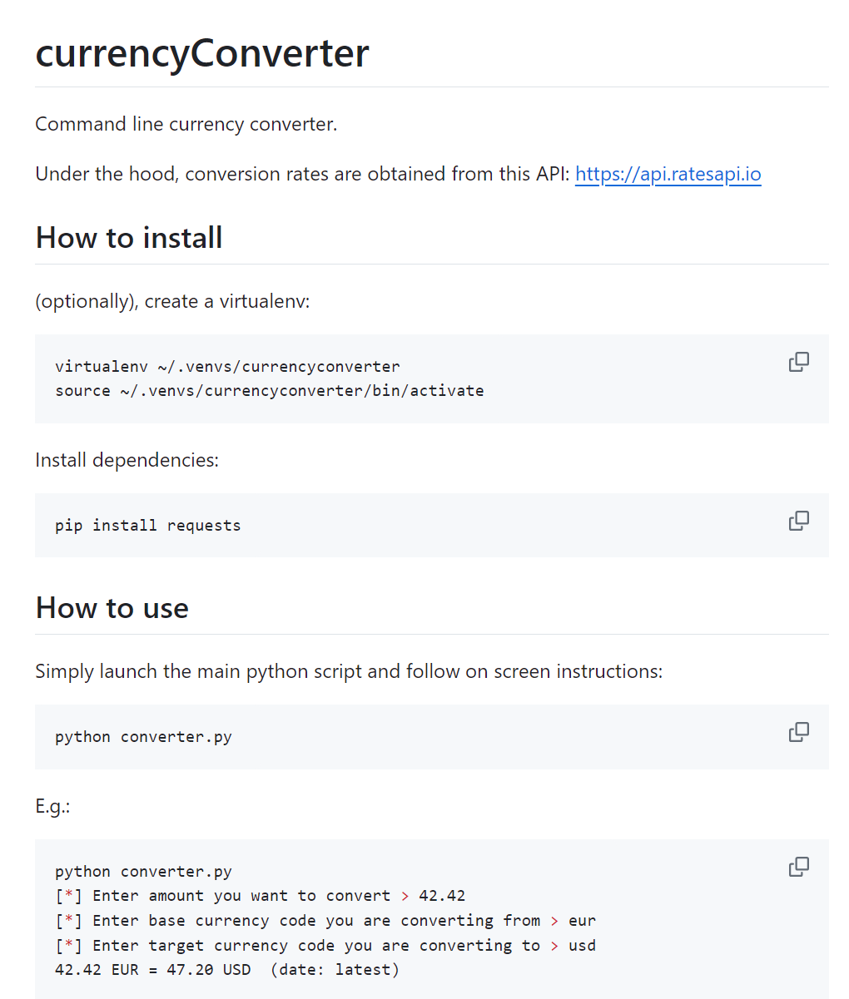 currencyConverter
Command line currency converter.
Under the hood, conversion rates are obtained from this API: https://api.ratesapi.io
How to install
(optionally), create a virtualenv:
virtualenv ~/.venvs/currencyconverter
source ~/.venvs/currencyconverter/bin/activate
Install dependencies:
pip install requests
How to use
Simply launch the main python script and follow on screen instructions:
python converter.py
E.g.:
python converter.py
[*] Enter amount you want to convert > 42.42
[*] Enter base currency code you are converting from > eur
[*] Enter target currency code you are converting to > usd
42.42 EUR = 47.20 USD  (date: latest)